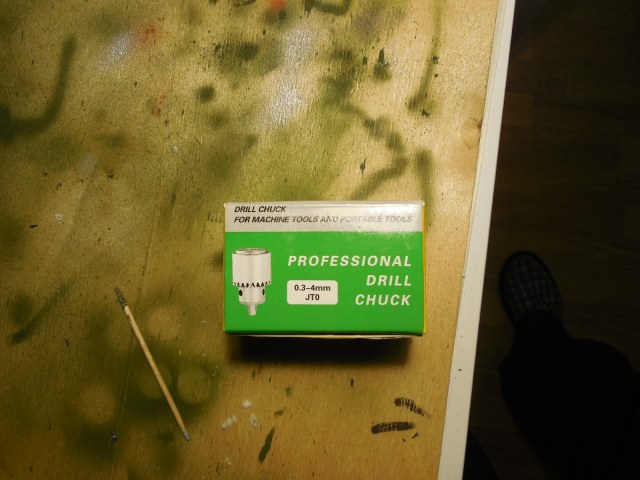 DRILL CHUCK
FOR MACHINE TOOLS AND PORTABLE TOOLS
PROFESSIONAL
DRILL
CHUCK
0.3-4mm
JT0